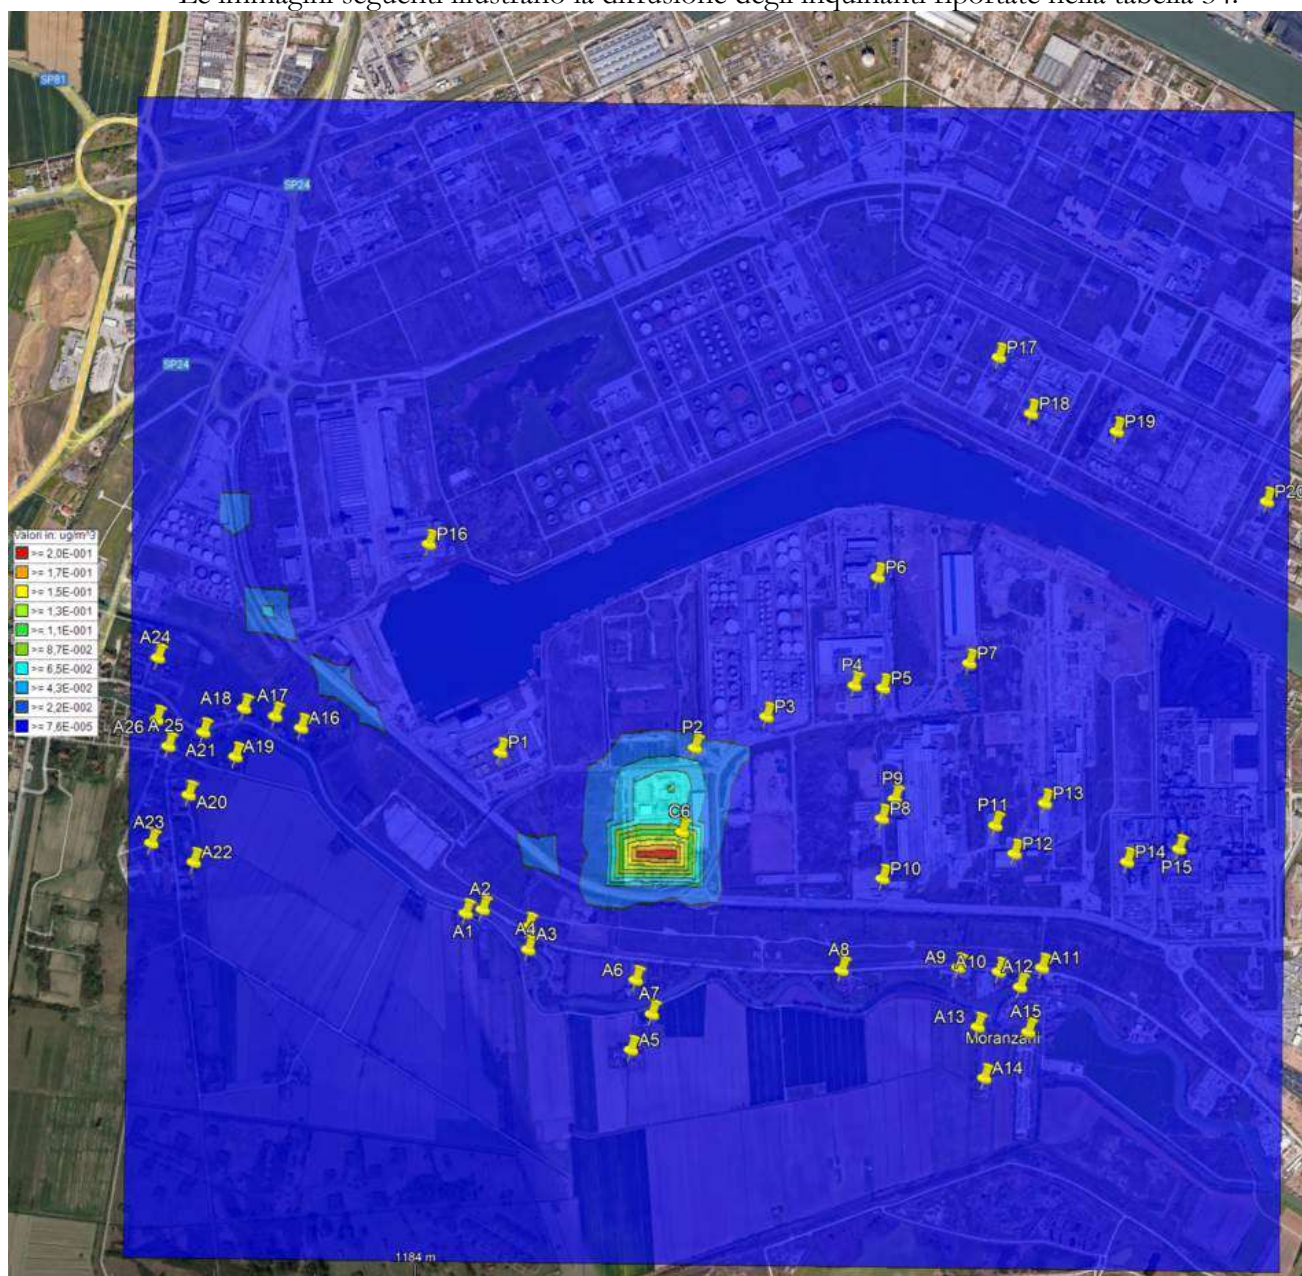 Le immagini seguenti illustrano la diffusione degli inquinanti riportate nella tabella 34.
SP81
SP24
SP24
P17
P18
P19
P20
P16
P6
Valori in: ug/m^3
>= 2,0E-001
>= 1,7E-001
>= 1,5E-001
>= 1,3E-001
>= 1,1E-001
>= 8,7E-002
>= 6,5E-002
>= 4,3E-002
>= 2,2E-002
>= 7,6E-005
A24
P7
P4
P5
A18
A17
A16
P3
A26
A25
A21
A19
P1
P2
A20
P9
P8
P13
C6
P11
A23
A22
P12
P14
P15
P10
A2
A1
A4
A3
A6
A8
A9
A10
A12
A11
A7
A5
A13
A15
Moranzani
A14
1184 m